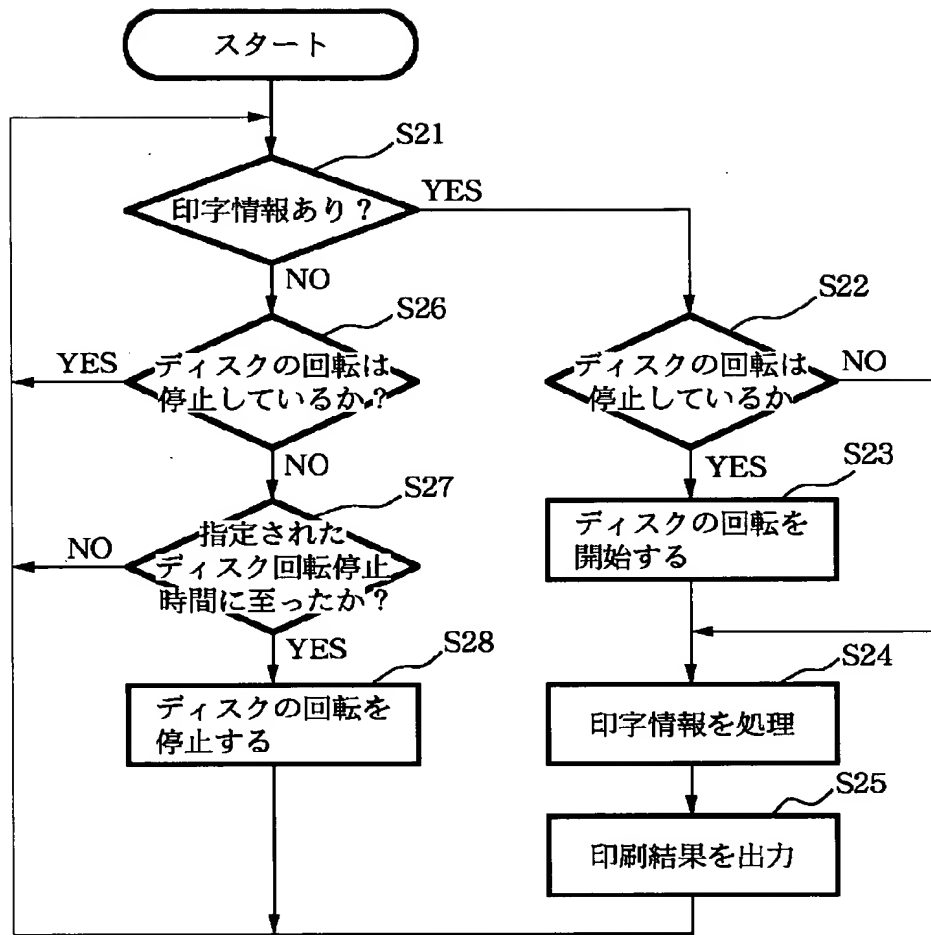 スタート
S21
印字情報あり？
YES
NO
S26
ディスクの回転は
停止しているか？
YES
NO
S27
指定された
ディスク回転停止
時間に至ったか？
NO
YES
S28
ディスクの回転を
停止する
S22
ディスクの回転は
停止しているか
NO
YES
S23
ディスクの回転を
開始する
S24
印字情報を処理
S25
印刷結果を出力